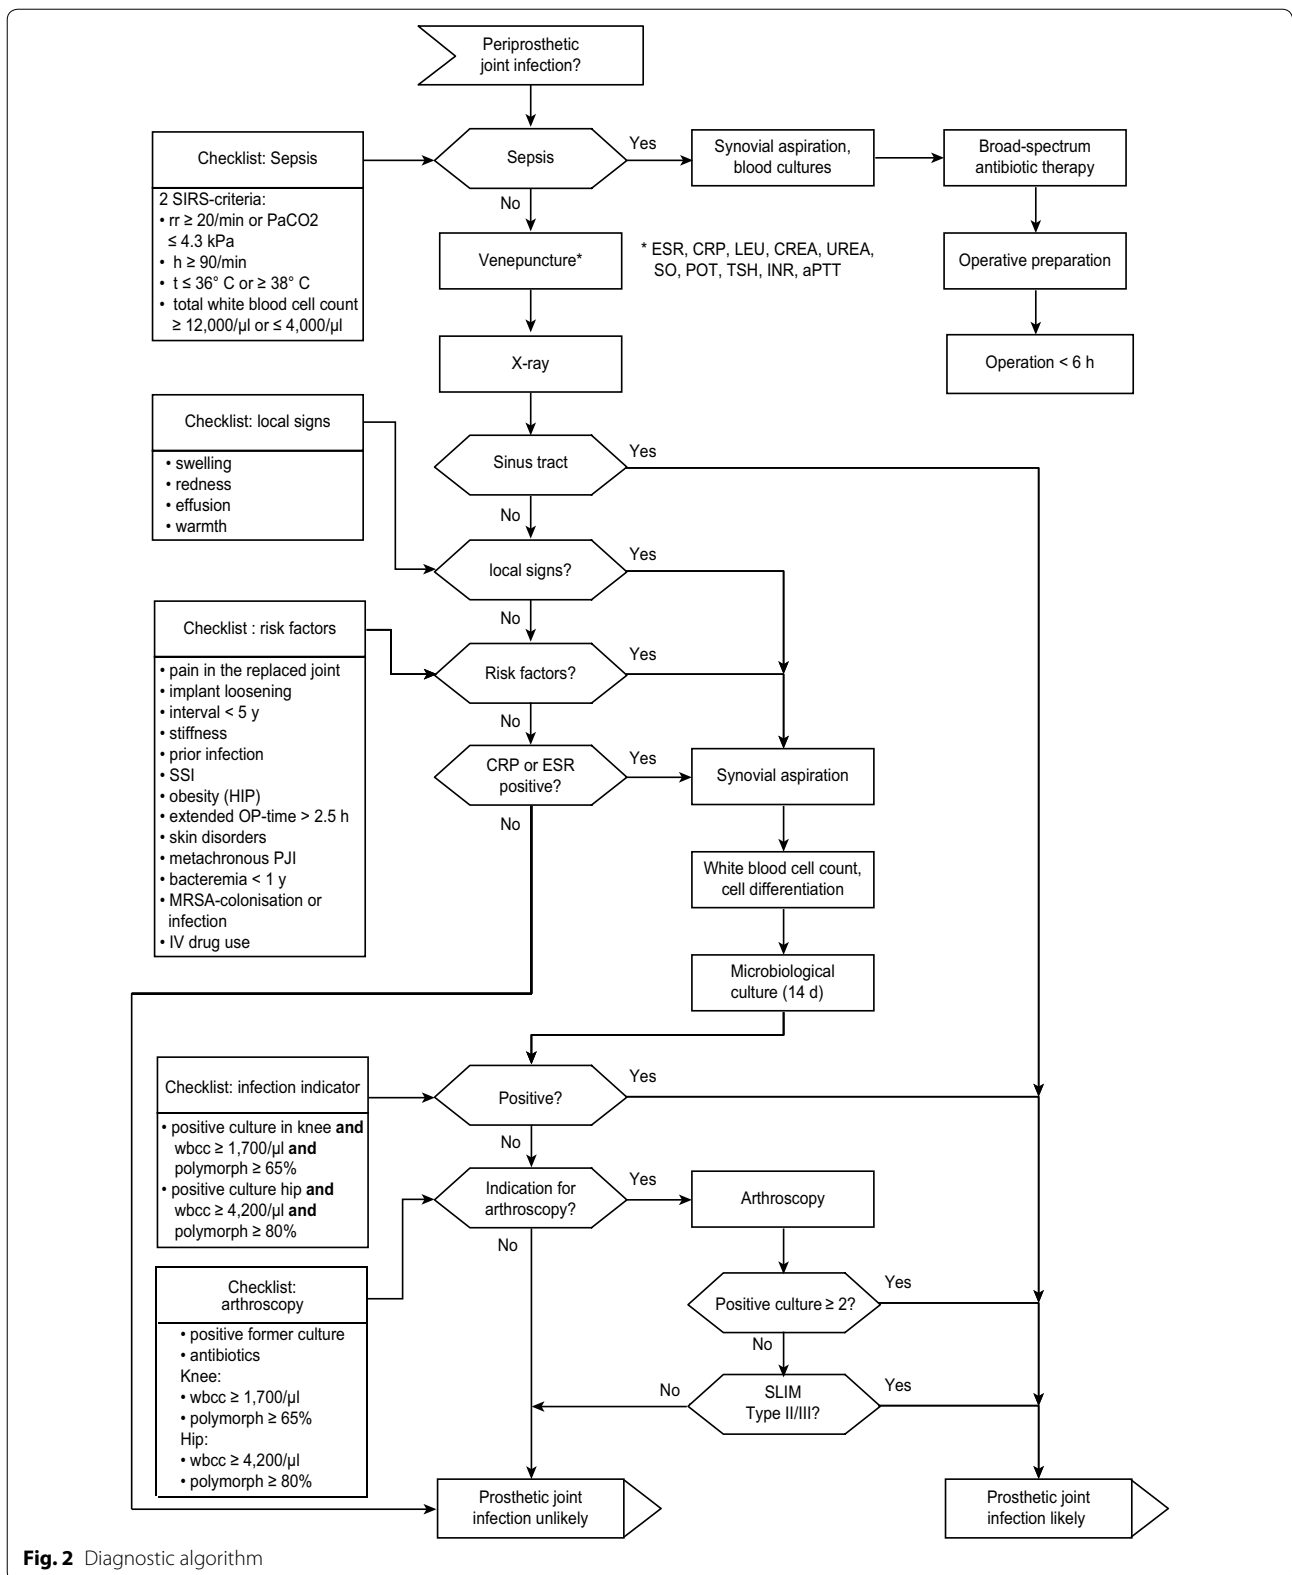 Periprosthetic
joint infection?
Checklist: Sepsis
2 SIRS-criteria:
• rr ≥ 20/min or PaCO2
≤ 4.3 kPa
• h ≥ 90/min
• t ≤ 36° C or ≥ 38° C
• total white blood cell count
≥ 12,000/µl or ≤ 4,000/µl
Sepsis
Yes
No
Synovial aspiration,
blood cultures
Broad-spectrum
antibiotic therapy
Venepuncture*
* ESR, CRP, LEU, CREA, UREA,
SO, POT, TSH, INR, aPTT
Operative preparation
X-ray
Operation < 6 h
Checklist: local signs
• swelling
• redness
• effusion
• warmth
Sinus tract
Yes
No
local signs?
Yes
No
Checklist : risk factors
• pain in the replaced joint
• implant loosening
• interval < 5 y
• stiffness
• prior infection
• SSI
• obesity (HIP)
• extended OP-time > 2.5 h
• skin disorders
• metachronous PJI
• bacteremia < 1 y
• MRSA-colonisation or
infection
• IV drug use
Risk factors?
Yes
No
CRP or ESR
positive?
Yes
No
Synovial aspiration
White blood cell count,
cell differentiation
Microbiological
culture (14 d)
Checklist: infection indicator
• positive culture in knee and
wbcc ≥ 1,700/µl and
polymorph ≥ 65%
• positive culture hip and
wbcc ≥ 4,200/µl and
polymorph ≥ 80%
Positive?
Yes
No
Indication for
arthroscopy?
Yes
No
Arthroscopy
Checklist:
arthroscopy
• positive former culture
• antibiotics
Knee:
• wbcc ≥ 1,700/µl
• polymorph ≥ 65%
Hip:
• wbcc ≥ 4,200/µl
• polymorph ≥ 80%
Positive culture ≥ 2?
Yes
No
SLIM
Type II/III?
No
Yes
Prosthetic joint
infection unlikely
Prosthetic joint
infection likely
Fig. 2 Diagnostic algorithm